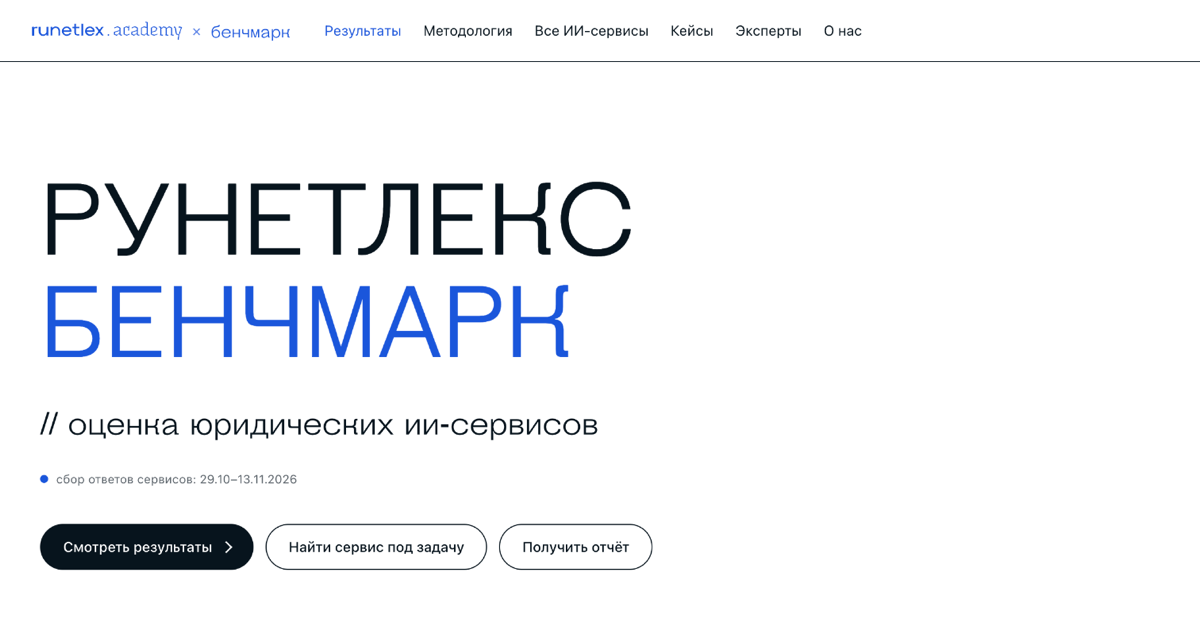 runetlex.academy × бенчмарк Результаты Методология Все ИИ-сервисы Кейсы Эксперты О нас
РУНЕТЛЕКС
БЕНЧМАРК
// оценка юридических ии-сервисов
сбор ответов сервисов: 29.10–13.11.2026
Смотреть результаты Найти сервис под задачу Получить отчёт